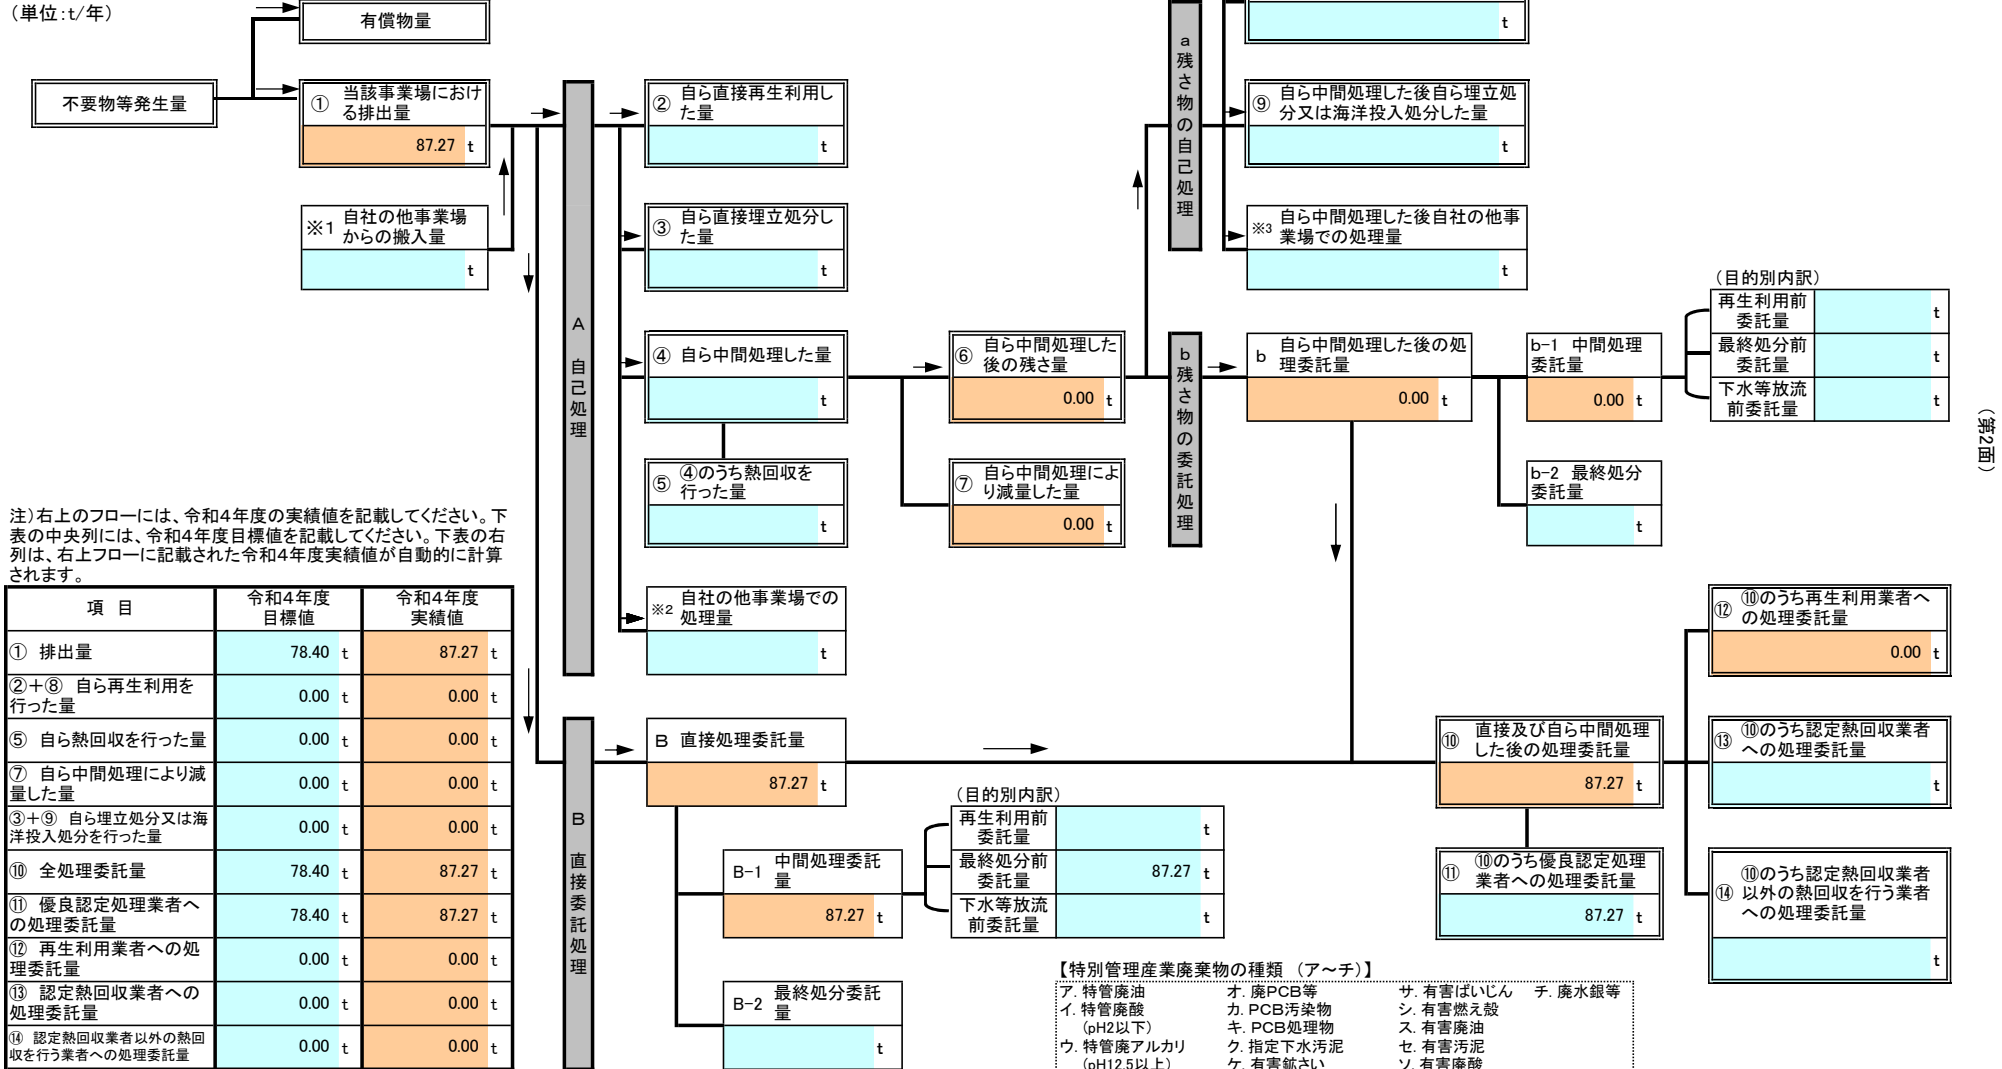 （単位：t/年）
有償物量
不要物等発生量
① 当該事業場におけ
る排出量
87.27 t
※1 自社の他事業場
からの搬入量
t
A 自己処理
② 自ら直接再生利用し
た量
t
③ 自ら直接埋立処分し
た量
t
④ 自ら中間処理した量
t
⑤ ④のうち熱回収を
行った量
t
※2 自社の他事業場での
処理量
t
⑥ 自ら中間処理した
後の残さ量
0.00 t
⑦ 自ら中間処理によ
り減量した量
0.00 t
a 残さ物の自己処理
t
⑨ 自ら中間処理した後自ら埋立処
分又は海洋投入処分した量
t
※3 自ら中間処理した後自社の他事
業場での処理量
t
b 残さ物の委託処理
b 自ら中間処理した後の処
理委託量
0.00 t
b-1 中間処理
委託量
0.00 t
b-2 最終処分
委託量
t
（目的別内訳）
再生利用前
委託量
t
最終処分前
委託量
t
下水等放流
前委託量
t
（第2面）
注）右上のフローには、令和４年度の実績値を記載してください。下
表の中央列には、令和４年度目標値を記載してください。下表の右
列は、右上フローに記載された令和４年度実績値が自動的に計算
されます。
項 目 令和４年度
目標値 令和４年度
実績値
① 排出量 78.40 t 87.27 t
②＋⑧ 自ら再生利用を
行った量 0.00 t 0.00 t
⑤ 自ら熱回収を行った量 0.00 t 0.00 t
⑦ 自ら中間処理により減
量した量 0.00 t 0.00 t
③＋⑨ 自ら埋立処分又は海
洋投入処分を行った量 0.00 t 0.00 t
⑩ 全処理委託量 78.40 t 87.27 t
⑪ 優良認定処理業者へ
の処理委託量 78.40 t 87.27 t
⑫ 再生利用業者への処
理委託量 0.00 t 0.00 t
⑬ 認定熱回収業者への
処理委託量 0.00 t 0.00 t
⑭ 認定熱回収業者以外の熱回
収を行う業者への処理委託量 0.00 t 0.00 t
B 直接委託処理
B 直接処理委託量
87.27 t
B-1 中間処理委託
量
87.27 t
B-2 最終処分委託
量
t
（目的別内訳）
再生利用前
委託量
t
最終処分前
委託量
87.27 t
下水等放流
前委託量
t
⑩ 直接及び自ら中間処理
した後の処理委託量
87.27 t
⑪ ⑩のうち優良認定処理
業者への処理委託量
87.27 t
⑫ ⑩のうち再生利用業者へ
の処理委託量
0.00 t
⑬ ⑩のうち認定熱回収業者
への処理委託量
t
⑭ ⑩のうち認定熱回収業者
以外の熱回収を行う業者
への処理委託量
t
【特別管理産業廃棄物の種類 （ア～チ）】
ア. 特管廃油 オ. 廃PCB等 サ. 有害ばいじん チ. 廃水銀等
イ. 特管廃酸 カ. PCB汚染物 シ. 有害燃え殻
（pH2以下） キ. PCB処理物 ス. 有害廃油
ウ. 特管廃アルカリ ク. 指定下水汚泥 セ. 有害汚泥
（pH12.5以上） ケ. 有害鉱さい ソ. 有害廃酸